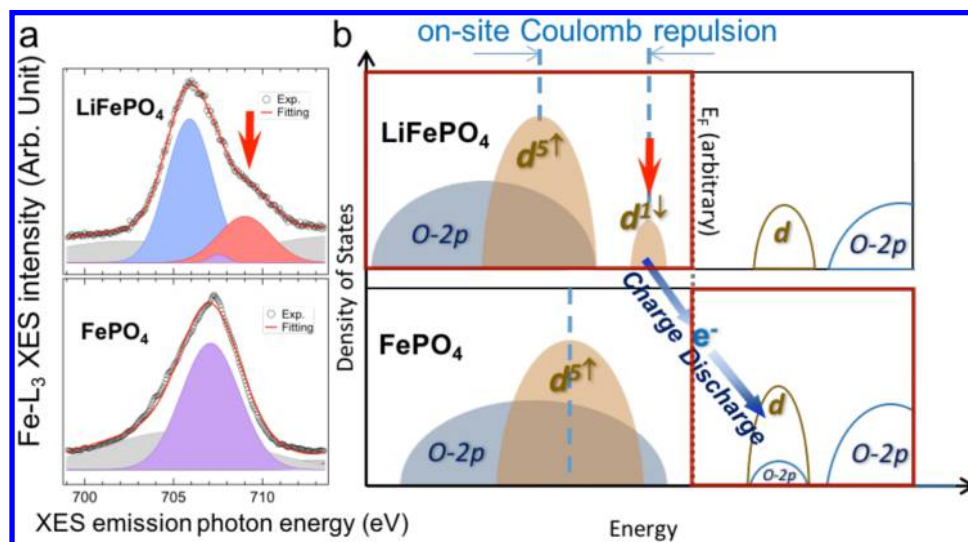 a
Fe-L3 XES intensity (Arb. Unit)
LiFePO4
Exp.
Fitting
FePO4
Exp.
Fitting
700
705
710
XES emission photon energy (eV)
b
on-site Coulomb repulsion
Density of States
LiFePO4
d5↑
O-2p
d1↓
EF (arbitrary)
d
O-2p
FePO4
d5↑
O-2p
Charge Discharge
e-
d
O-2p
O-2p
Energy